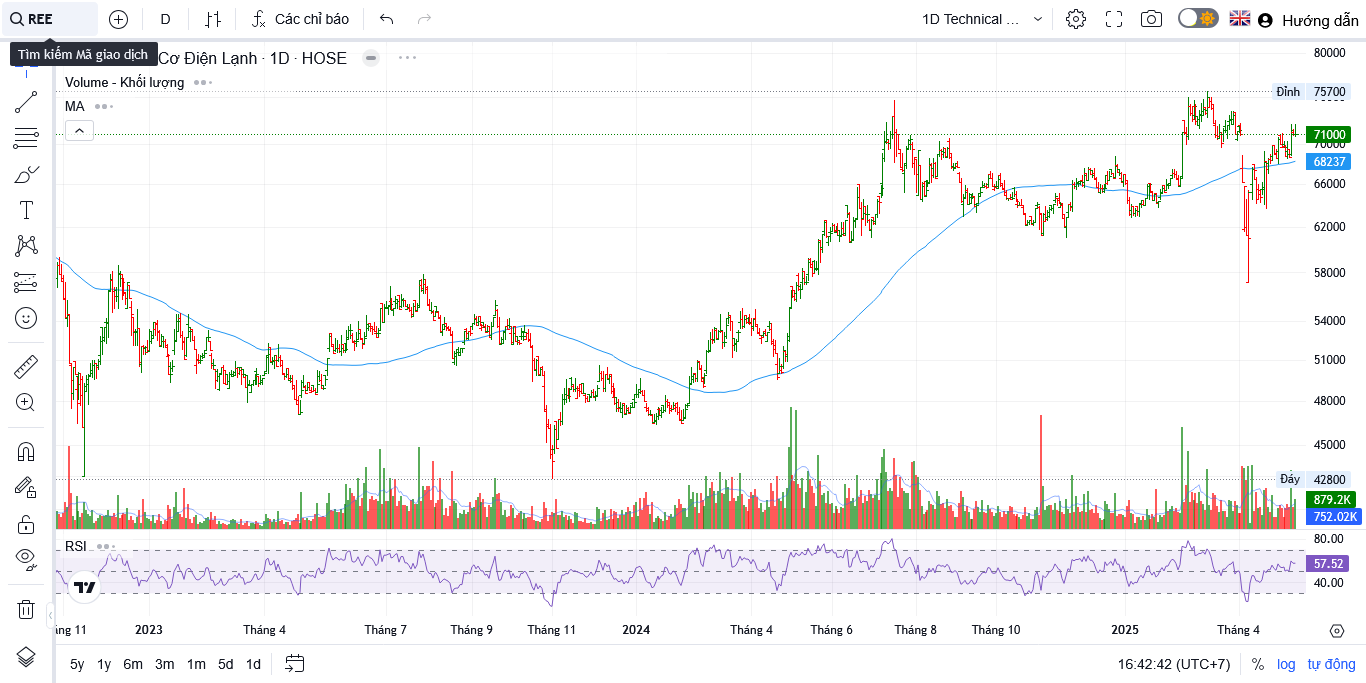 REE
D
Các chỉ báo
1D Technical ...
Hướng dẫn
Tìm kiếm Mã giao dịch
Cơ Điện Lạnh · 1D · HOSE
Volume - Khối lượng
MA
80000
Đỉnh 75700
71000
70000
68237
66000
62000
58000
54000
51000
48000
45000
Đáy 42800
879.2K
752.02K
RSI
80.00
57.52
40.00
ng 11
2023
Tháng 4
Tháng 7
Tháng 9
Tháng 11
2024
Tháng 4
Tháng 6
Tháng 8
Tháng 10
2025
Tháng 4
5y
1y
6m
3m
1m
5d
1d
16:42:42 (UTC+7)
%
log
tự động